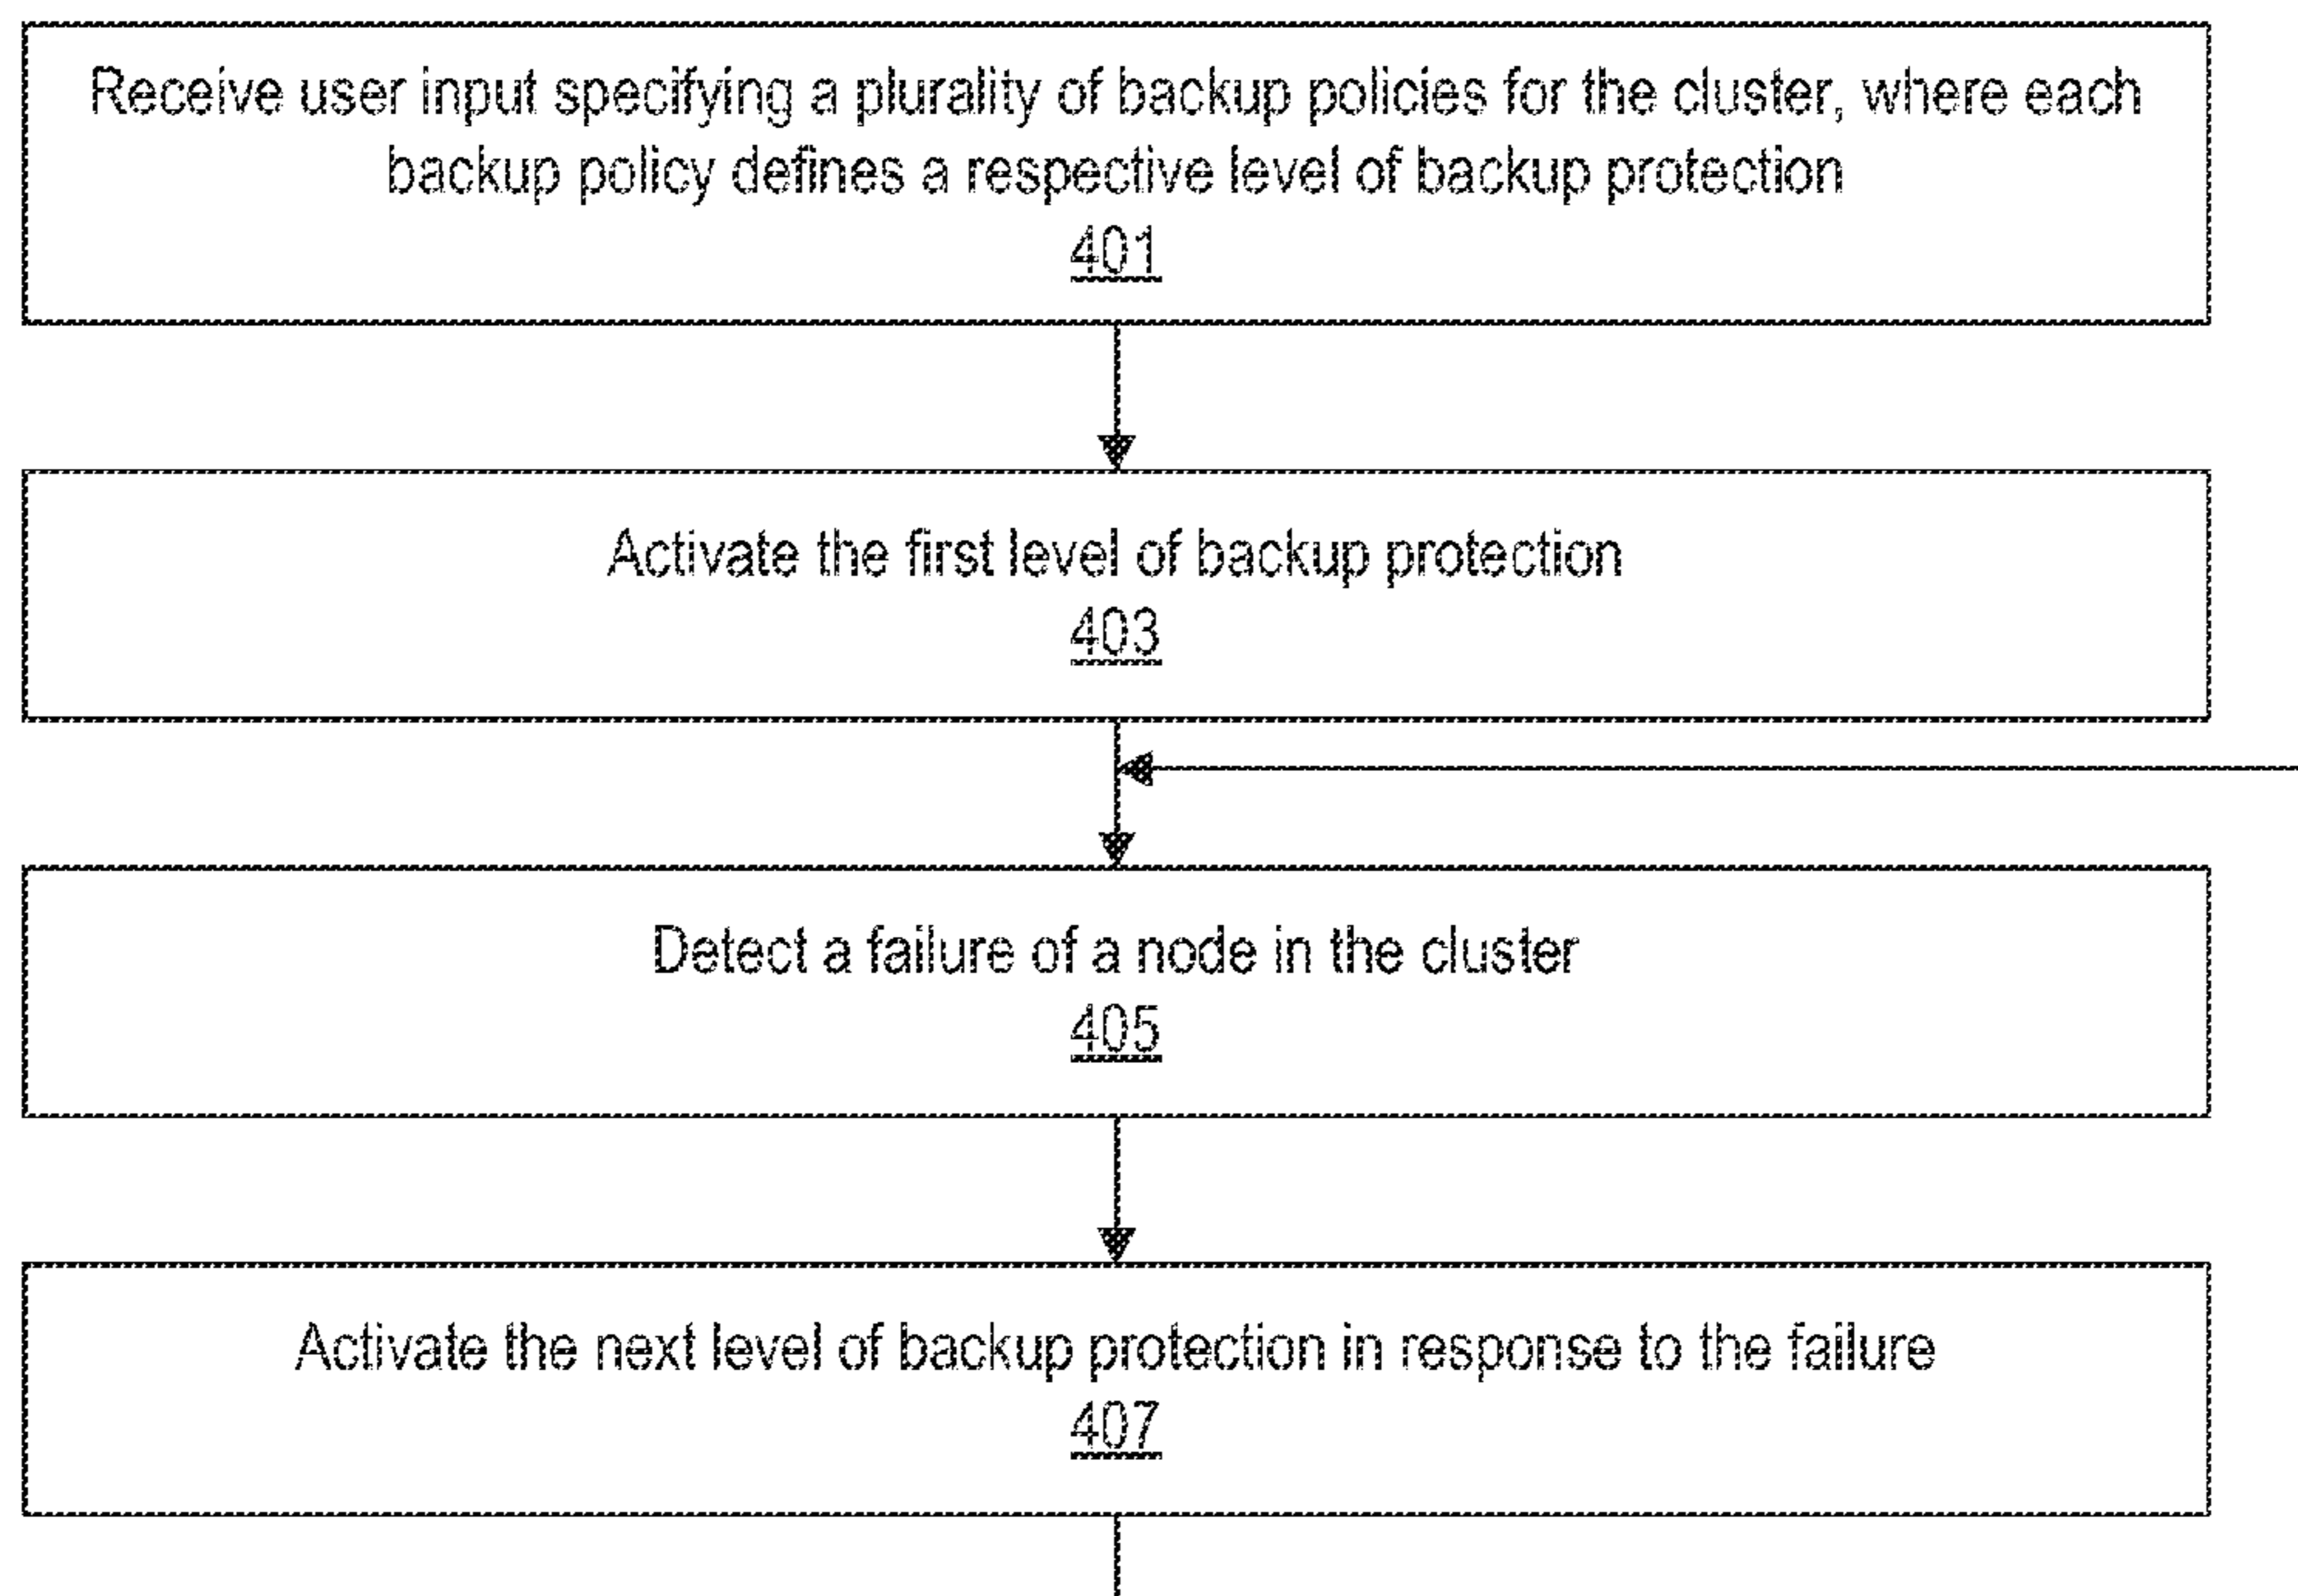 Receive user input specifying a plurality of backup policies for the cluster, where each
backup policy defines a respective level of backup protection
401
Activate the first level of backup protection
403
Detect a failure of a node in the cluster
405
Activate the next level of backup protection in response to the failure
407